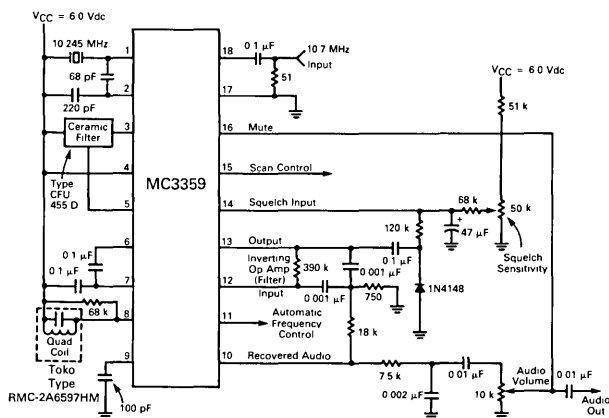 VCC = 6 0 Vdc
10 245 MHz
68 pF
220 pF
Ceramic
Filter
Type
CFU
455 D
0 1 µF
0 1 µF
68 k
Quad
Coil
Toko
Type
RMC-2A6597HM
100 pF
1
2
3
4
5
6
7
8
9
MC3359
18
17
16
15
14
13
12
11
10
0 1 µF
10 7 MHz
Input
51
Mute
Scan Control
Squelch Input
Output
Inverting
Op Amp
(Filter)
Input
Automatic
Frequency
Control
Recovered Audio
390 k
0 001 µF
0 001 µF
750
18 k
120 k
0 1 µF
1N4148
68 k
+
47 µF
VCC = 6 0 Vdc
51 k
50 k
Squelch
Sensitivity
7 5 k
0 01 µF
0 002 µF
10 k
Audio
Volume
0 01 µF
Audio
Out